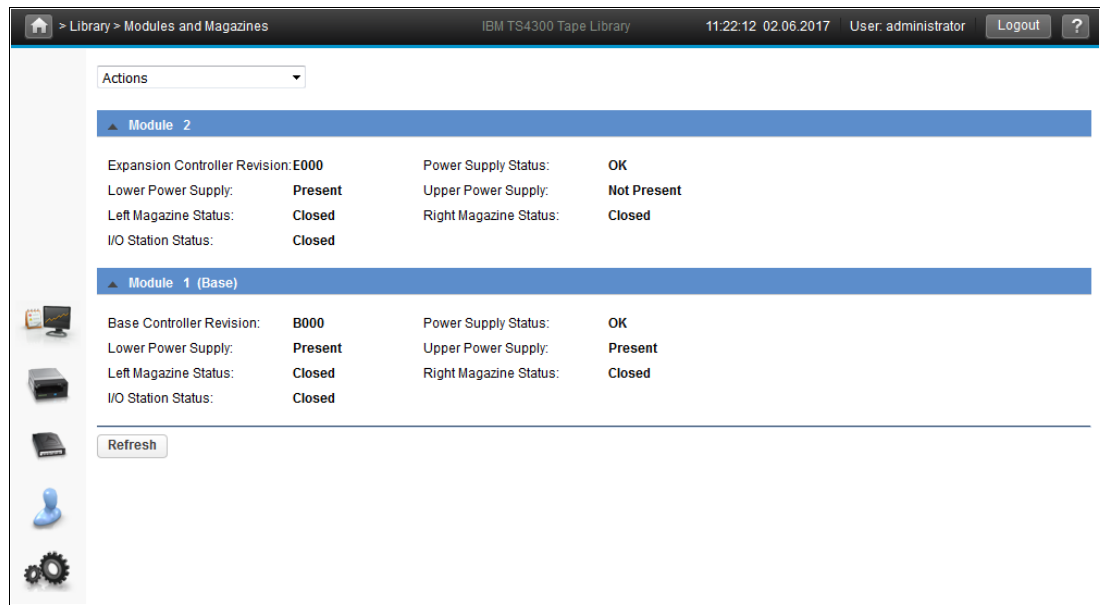 > Library > Modules and Magazines IBM TS4300 Tape Library 11:22:12 02.06.2017 User: administrator Logout ?
Actions
Module 2
Expansion Controller Revision: E000 Power Supply Status: OK
Lower Power Supply: Present Upper Power Supply: Not Present
Left Magazine Status: Closed Right Magazine Status: Closed
I/O Station Status: Closed
Module 1 (Base)
Base Controller Revision: B000 Power Supply Status: OK
Lower Power Supply: Present Upper Power Supply: Present
Left Magazine Status: Closed Right Magazine Status: Closed
I/O Station Status: Closed
Refresh